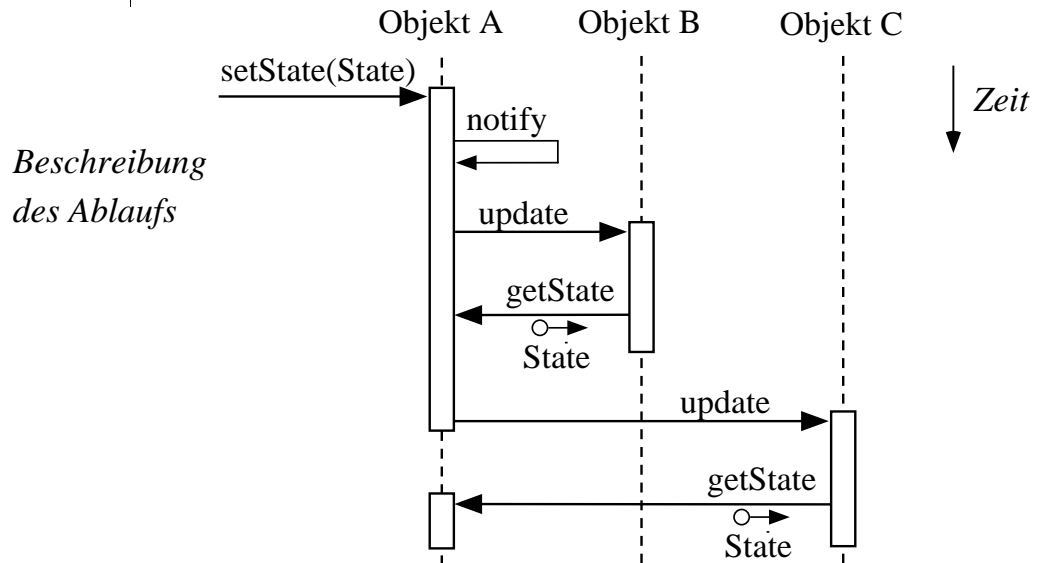 Objekt A
Objekt B
Objekt C
setState(State)
Zeit
notify
Beschreibung
des Ablaufs
update
getState
State
update
getState
State